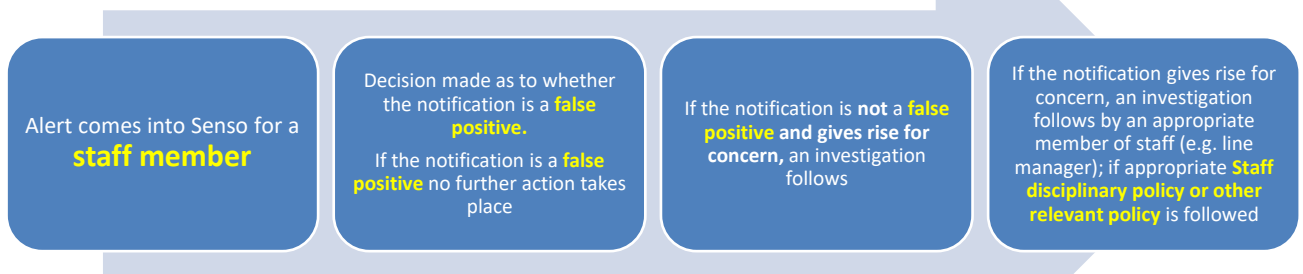 Alert comes into Senso for a
staff member
Decision made as to whether
the notification is a false
positive.
If the notification is a false
positive no further action takes
place
If the notification is not a false
positive and gives rise for
concern, an investigation
follows
If the notification gives rise for
concern, an investigation
follows by an appropriate
member of staff (e.g. line
manager); if appropriate Staff
disciplinary policy or other
relevant policy is followed